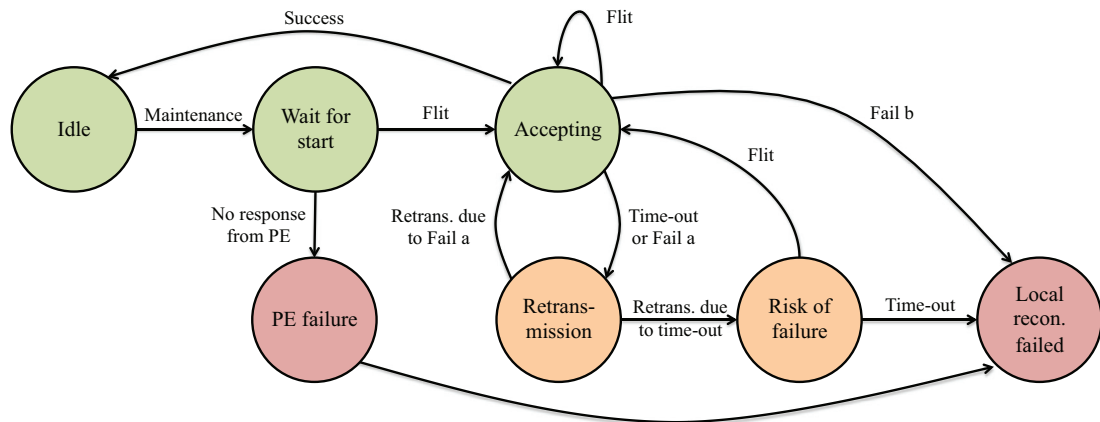 Success
Flit
Idle
Maintenance
Wait for
start
Flit
Accepting
Fail b
Flit
No response
from PE
Retrans. due
to Fail a
Time-out
or Fail a
PE failure
Retrans-
mission
Retrans. due
to time-out
Risk of
failure
Time-out
Local
recon.
failed